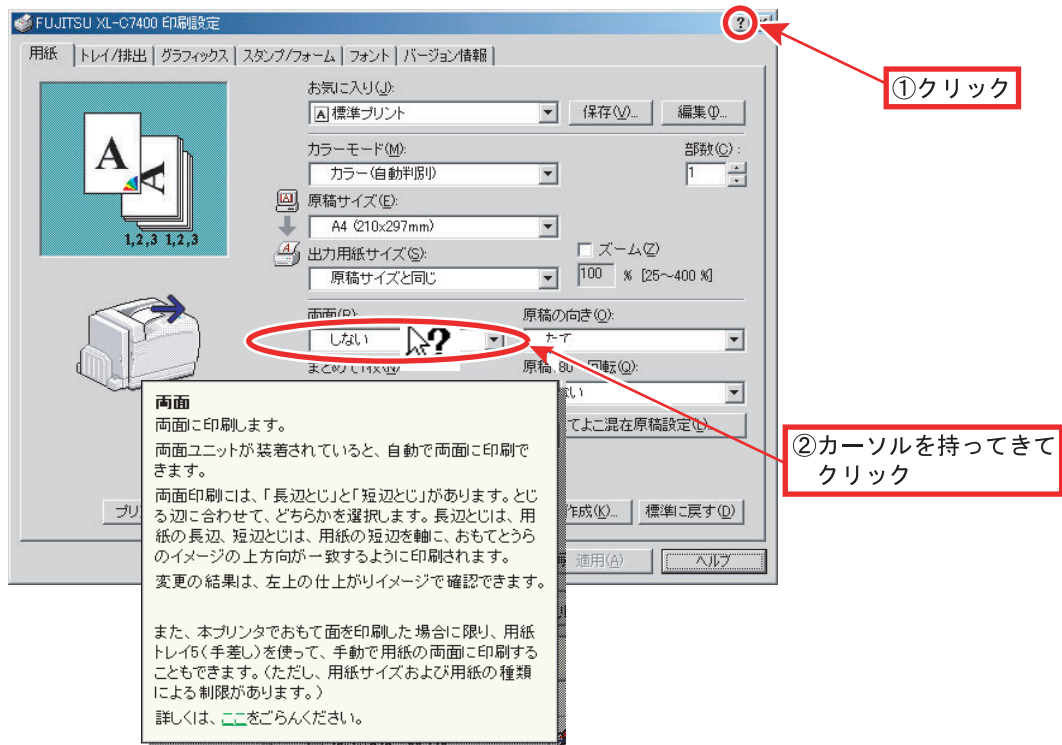 FUJITSU XL-C7400 印刷設定
?
①クリック
用紙 トレイ/排出 グラフィックス スタンプ/フォーム フォント バージョン情報
お気に入り(J):
A 標準プリント
保存(V)...
編集(I)...
カラーモード(M):
部数(C):
カラー(自動判別)
1
原稿サイズ(E):
A4 (210x297mm)
出力用紙サイズ(S):
ズーム(Z)
原稿サイズと同じ
100 % [25～400 %]
A
A
1,2,3 1,2,3
両面(R):
原稿の向き(O):
しない
?
たて
まとめて1枚(N)
原稿180 回転(Q):
ない
てよこ混在原稿設定(L)...
②カーソルを持ってきて
クリック
プリ
作成(K)...
標準に戻す(D)
適用(A)
ヘルプ
両面
両面に印刷します。
両面ユニットが装着されていると、自動で両面に印刷で
きます。
両面印刷には、「長辺とじ」と「短辺とじ」があります。とじ
る辺に合わせて、どちらかを選択します。長辺とじは、用
紙の長辺、短辺とじは、用紙の短辺を軸に、おもてとうら
のイメージの上方向が一致するように印刷されます。
変更の結果は、左上の仕上がりイメージで確認できます。
また、本プリンタでおもて面を印刷した場合に限り、用紙
トレイ5(手差し)を使って、手動で用紙の両面に印刷する
こともできます。(ただし、用紙サイズおよび用紙の種類
による制限があります。)
詳しくは、ここをごらんください。